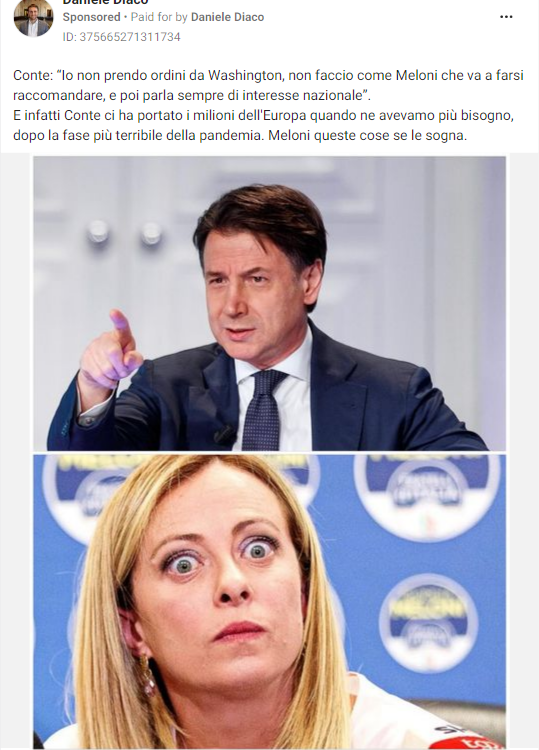 Daniele Diaco
Sponsored • Paid for by Daniele Diaco
ID: 375665271311734
Conte: “Io non prendo ordini da Washington, non faccio come Meloni che va a farsi
raccomandare, e poi parla sempre di interesse nazionale”.
E infatti Conte ci ha portato i milioni dell'Europa quando ne avevamo più bisogno,
dopo la fase più terribile della pandemia. Meloni queste cose se le sogna.
MELONI